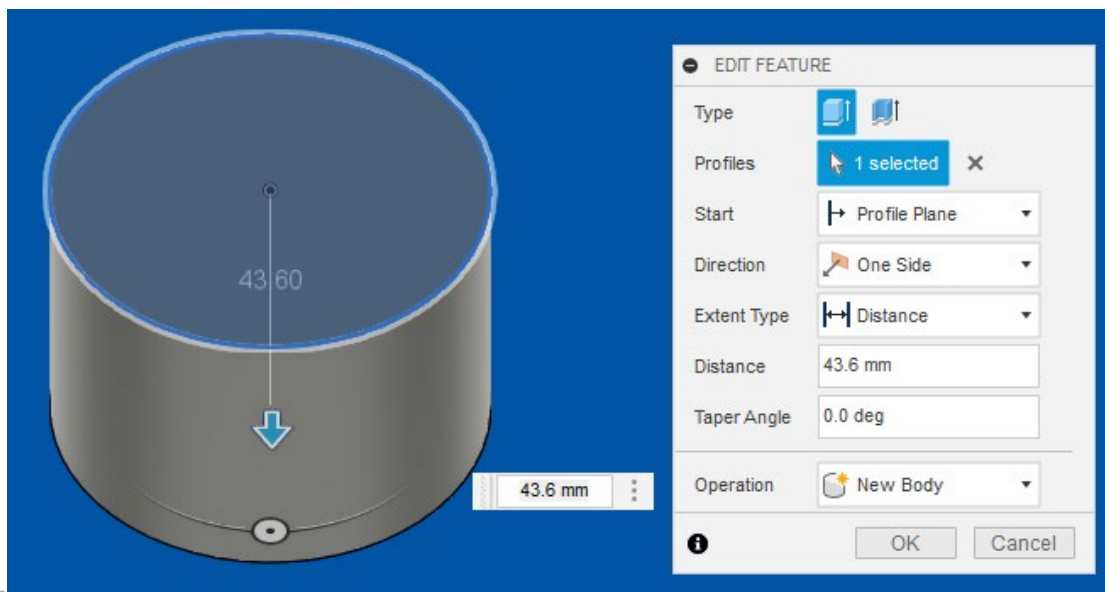 43.60
43.6 mm
EDIT FEATURE
Type
Profiles 1 selected
Start Profile Plane
Direction One Side
Extent Type Distance
Distance 43.6 mm
Taper Angle 0.0 deg
Operation New Body
OK Cancel